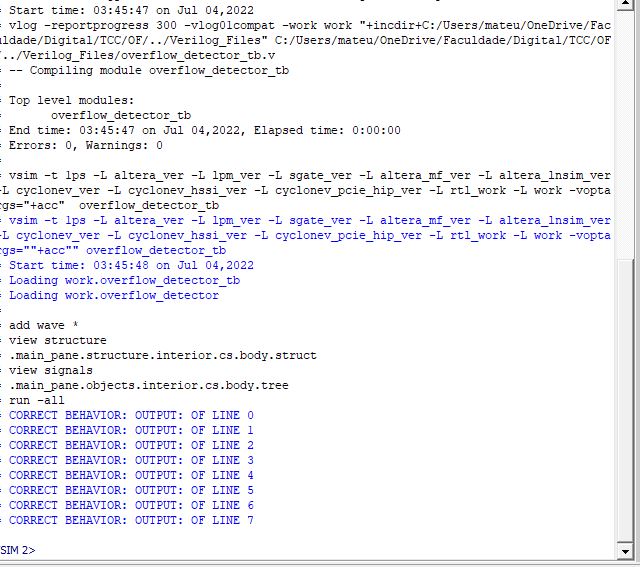 Start time: 03:45:47 on Jul 04,2022
vlog -reportprogress 300 -vlog01compat -work work "+incdir+C:/Users/mateu/OneDrive/Fac
uldade/Digital/TCC/OF/../Verilog_Files" C:/Users/mateu/OneDrive/Faculdade/Digital/TCC/OF
/../Verilog_Files/overflow_detector_tb.v
-- Compiling module overflow_detector_tb
Top level modules:
overflow_detector_tb
End time: 03:45:47 on Jul 04,2022, Elapsed time: 0:00:00
Errors: 0, Warnings: 0
vsim -t 1ps -L altera_ver -L lpm_ver -L sgate_ver -L altera_mf_ver -L altera_lnsim_ver
-L cyclonev_ver -L cyclonev_hssi_ver -L cyclonev_pcie_hip_ver -L rtl_work -L work -vopta
rgs="+acc"  overflow_detector_tb
vsim -t 1ps -L altera_ver -L lpm_ver -L sgate_ver -L altera_mf_ver -L altera_lnsim_ver
-L cyclonev_ver -L cyclonev_hssi_ver -L cyclonev_pcie_hip_ver -L rtl_work -L work -vopta
rgs=""+acc"" overflow_detector_tb
Start time: 03:45:48 on Jul 04,2022
Loading work.overflow_detector_tb
Loading work.overflow_detector
add wave *
view structure
.main_pane.structure.interior.cs.body.struct
view signals
.main_pane.objects.interior.cs.body.tree
run -all
CORRECT BEHAVIOR: OUTPUT: OF LINE 0
CORRECT BEHAVIOR: OUTPUT: OF LINE 1
CORRECT BEHAVIOR: OUTPUT: OF LINE 2
CORRECT BEHAVIOR: OUTPUT: OF LINE 3
CORRECT BEHAVIOR: OUTPUT: OF LINE 4
CORRECT BEHAVIOR: OUTPUT: OF LINE 5
CORRECT BEHAVIOR: OUTPUT: OF LINE 6
CORRECT BEHAVIOR: OUTPUT: OF LINE 7
SIM 2>